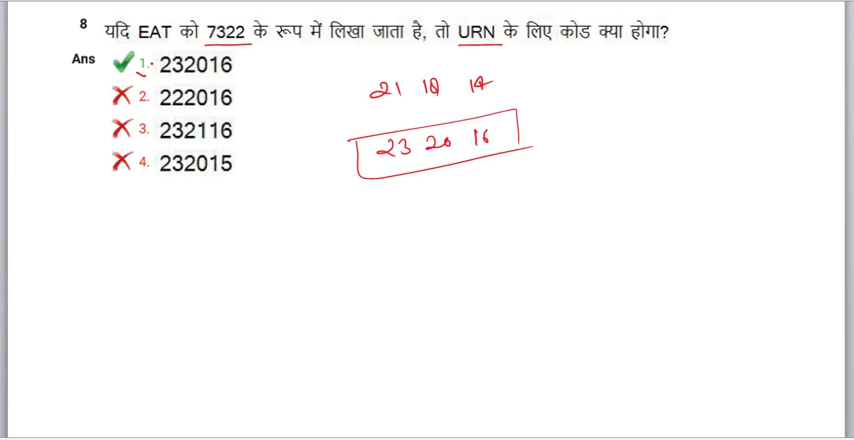 8 यदि EAT को 7322 के रूप में लिखा जाता है, तो URN के लिए कोड क्या होगा?
Ans 1. 232016
2. 222016
3. 232116
4. 232015
21 18 14
23 20 16